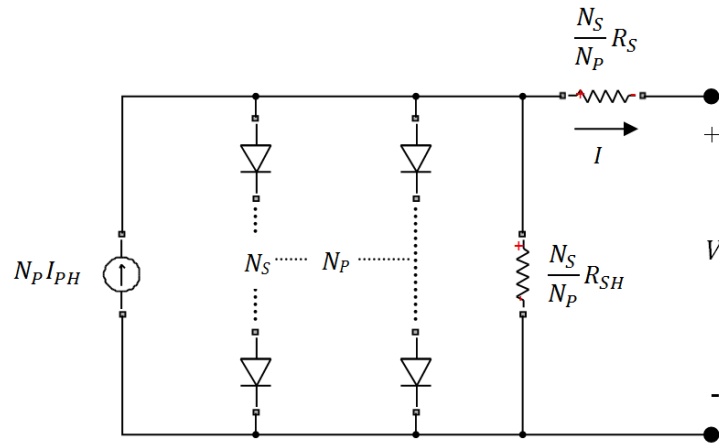 N_S
N_P R_S
+
I
+
N_S
N_P
+
N_P I_PH
N_S
N_P R_SH
V
-